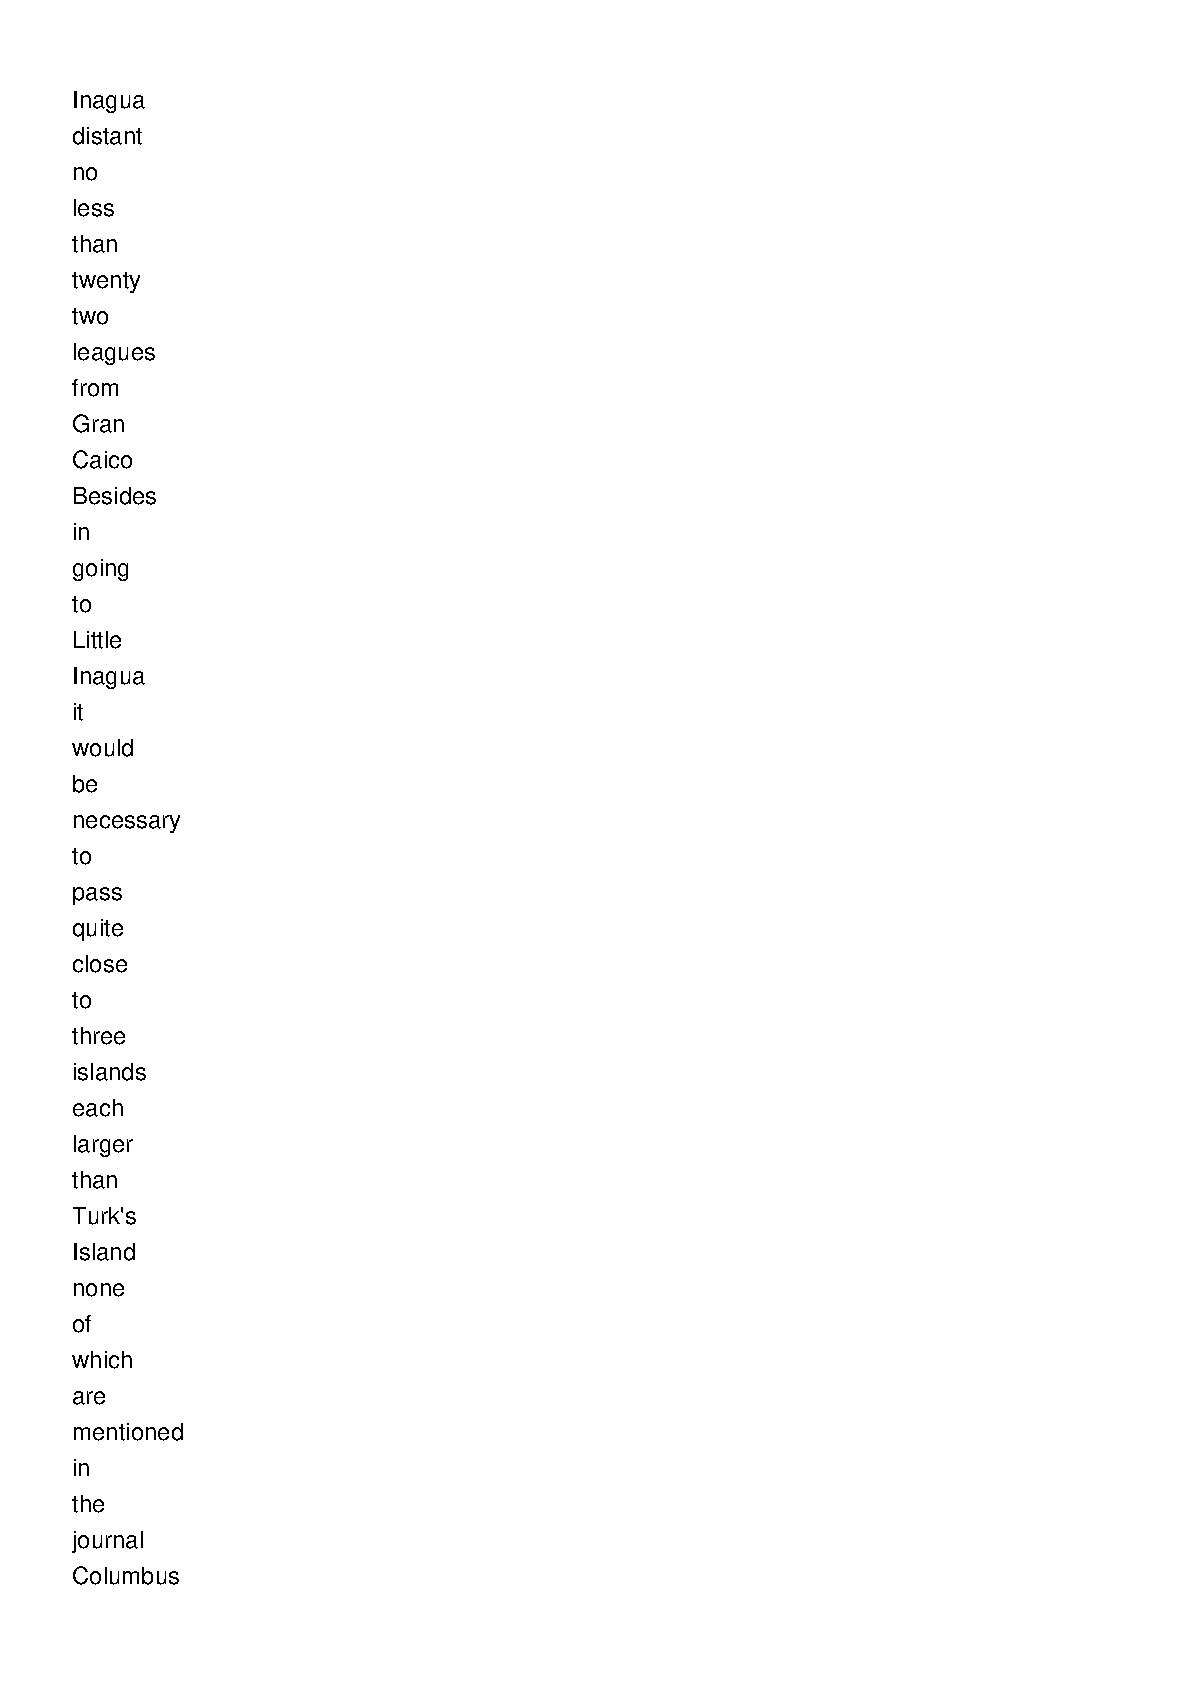 Inagua
distant
no
less
than
twenty
two
leagues
from
Gran
Caico
Besides
in
going
to
Little
Inagua
it
would
be
necessary
to
pass
quite
close
to
three
islands
each
larger
than
Turk's
Island
none
of
which
are
mentioned
in
the
journal
Columbus